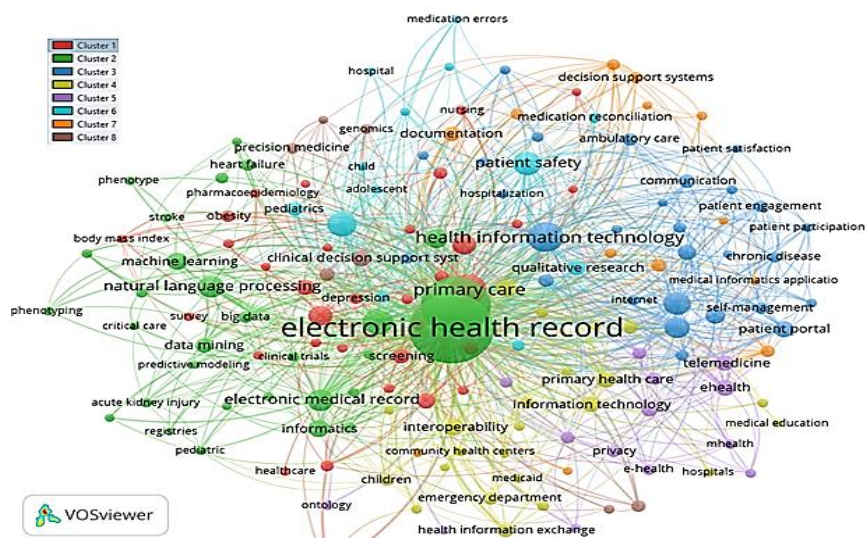 medication errors
Cluster 1
Cluster 2
Cluster 3
Cluster 4
Cluster 5
Cluster 6
Cluster 7
Cluster 8
hospital
decision support systems
nursing
medication reconciliation
genomics
documentation
ambulatory care
precision medicine
patient satisfaction
heart failure
child
patient safety
phenotype
communication
pharmacoepidemiology
adolescent
hospitalization
obesity
pediatrics
patient engagement
stroke
patient participation
body mass index
health information technology
chronic disease
machine learning
clinical decision support syst
qualitative research
medical informatics applicatio
natural language processing
depression
primary care
internet
self-management
phenotyping
survey
big data
electronic health record
patient portal
critical care
data mining
clinical trials
screening
telemedicine
predictive modeling
primary health care
ehealth
acute kidney injury
electronic medical record
information technology
medical education
registries
informatics
interoperability
pediatric
community health centers
privacy
mhealth
healthcare
children
medicaid
e-health
hospitals
ontology
emergency department
health information exchange
VOSviewer